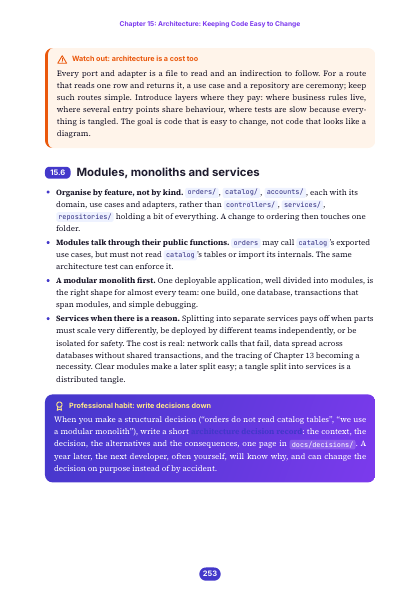 Chapter 15: Architecture: Keeping Code Easy to Change
Watch out: architecture is a cost too
Every port and adapter is a file to read and an indirection to follow. For a route
that reads one row and returns it, a use case and a repository are ceremony; keep
such routes simple. Introduce layers where they pay: where business rules live,
where several entry points share behaviour, where tests are slow because every-
thing is tangled. The goal is code that is easy to change, not code that looks like a
diagram.
15.6 Modules, monoliths and services
• Organise by feature, not by kind. orders/, catalog/, accounts/, each with its
domain, use cases and adapters, rather than controllers/, services/,
repositories/ holding a bit of everything. A change to ordering then touches one
folder.
• Modules talk through their public functions. orders may call catalog's exported
use cases, but must not read catalog's tables or import its internals. The same
architecture test can enforce it.
• A modular monolith first. One deployable application, well divided into modules, is
the right shape for almost every team: one build, one database, transactions that
span modules, and simple debugging.
• Services when there is a reason. Splitting into separate services pays off when parts
must scale very differently, be deployed by different teams independently, or be
isolated for safety. The cost is real: network calls that fail, data spread across
databases without shared transactions, and the tracing of Chapter 13 becoming a
necessity. Clear modules make a later split easy; a tangle split into services is a
distributed tangle.
Professional habit: write decisions down
When you make a structural decision (“orders do not read catalog tables”, “we use
a modular monolith”), write a short architecture decision record: the context, the
decision, the alternatives and the consequences, one page in docs/decisions/. A
year later, the next developer, often yourself, will know why, and can change the
decision on purpose instead of by accident.
253